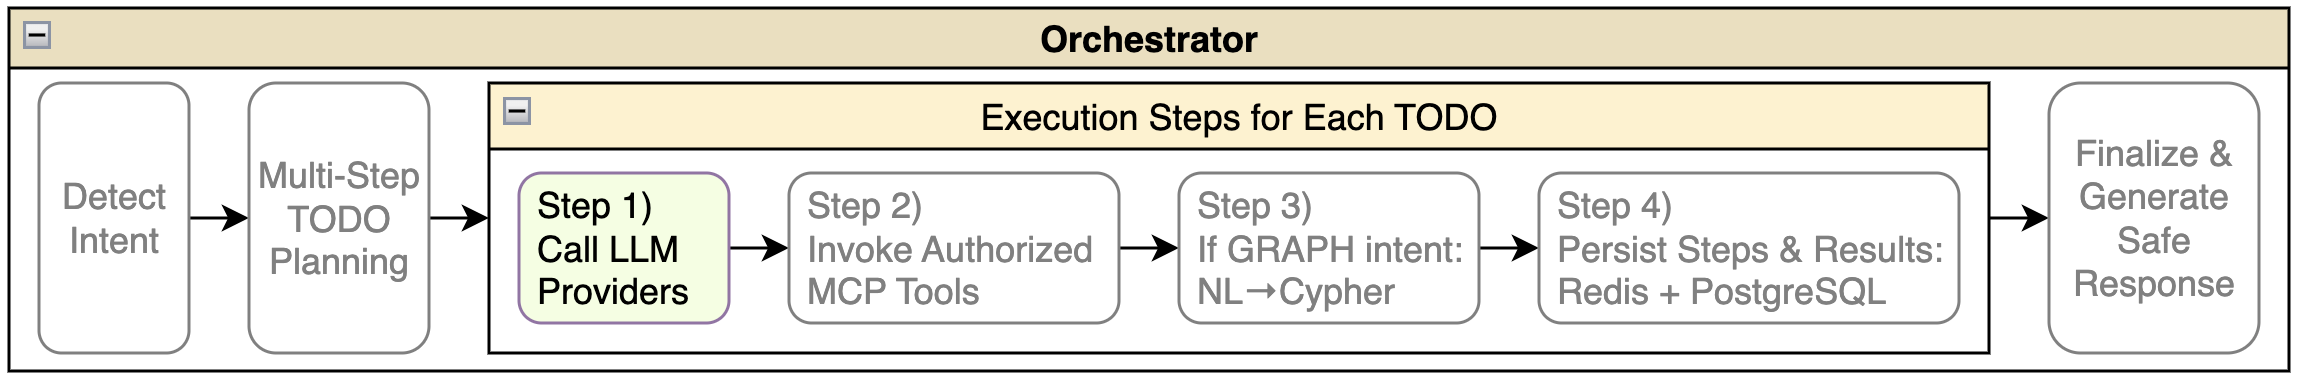 Orchestrator
Detect
Intent
Multi-Step
TODO
Planning
Execution Steps for Each TODO
Step 1)
Call LLM
Providers
Step 2)
Invoke Authorized
MCP Tools
Step 3)
If GRAPH intent:
NL→Cypher
Step 4)
Persist Steps & Results:
Redis + PostgreSQL
Finalize &
Generate
Safe
Response